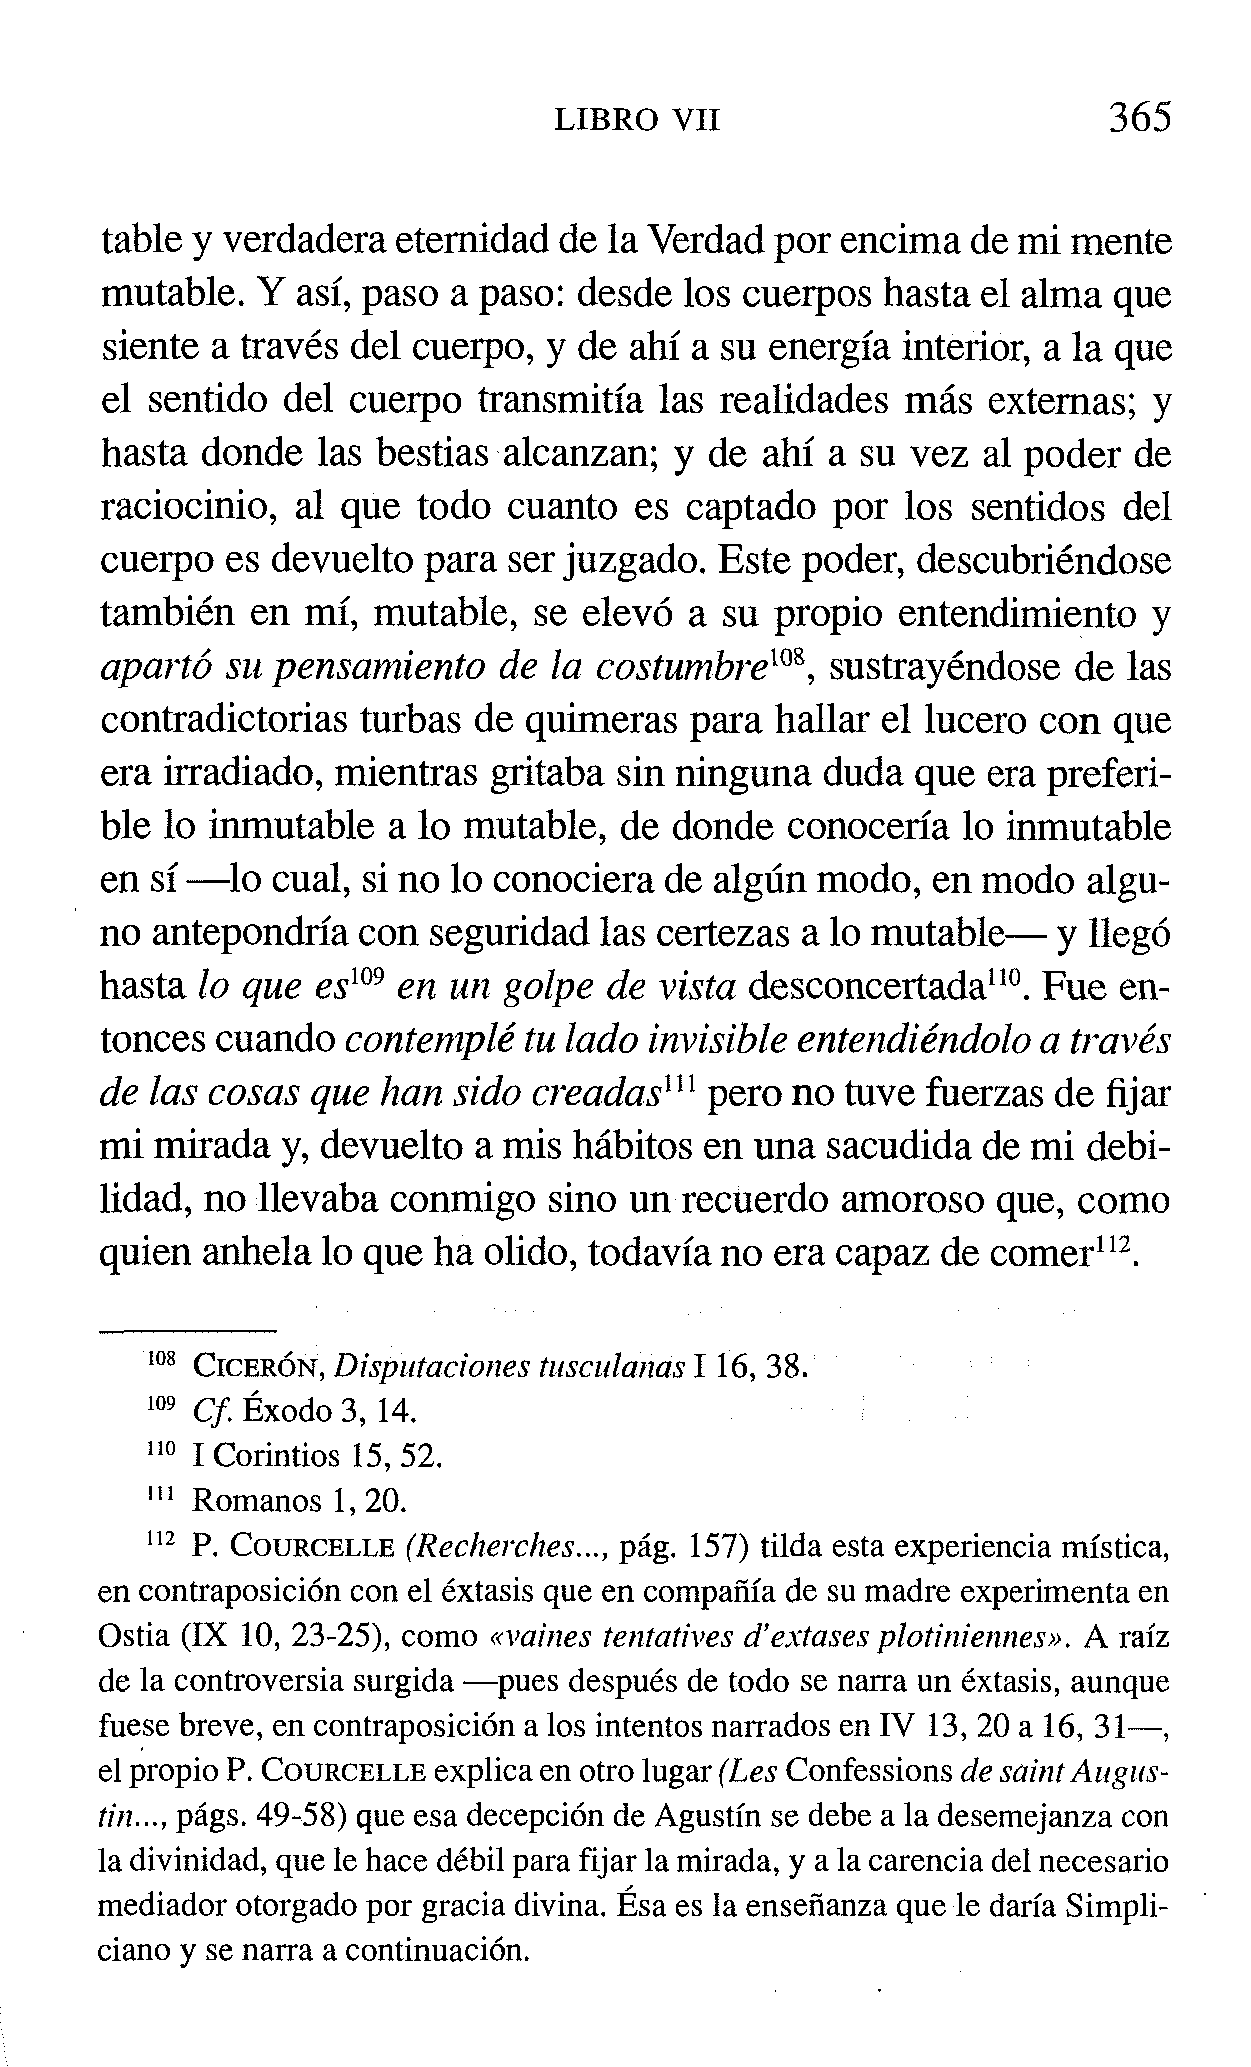 LIBRO VII 365
table y verdadera eternidad de la Verdad por encima de mi mente
mutable. Y así, paso a paso: desde los cuerpos hasta el alma que
siente a través del cuerpo, y de ahí a su energía interior, a la que
el sentido del cuerpo transmitía las realidades más externas; y
hasta donde las bestias alcanzan; y de ahí a su vez al poder de
raciocinio, al que todo cuanto es captado por los sentidos del
cuerpo es devuelto para ser juzgado. Este poder, descubriéndose
también en mí, mutable, se elevó a su propio entendimiento y
apartó su pensamiento de la costumbre¹⁰⁸, sustrayéndose de las
contradictorias turbas de quimeras para hallar el lucero con que
era irradiado, mientras gritaba sin ninguna duda que era preferi-
ble lo inmutable a lo mutable, de donde conocería lo inmutable
en sí —lo cual, si no lo conociera de algún modo, en modo algu-
no antepondría con seguridad las certezas a lo mutable— y llegó
hasta lo que es¹⁰⁹ en un golpe de vista desconcertada¹¹⁰. Fue en-
tonces cuando contemplé tu lado invisible entendiéndolo a través
de las cosas que han sido creadas¹¹¹ pero no tuve fuerzas de fijar
mi mirada y, devuelto a mis hábitos en una sacudida de mi debi-
lidad, no llevaba conmigo sino un recuerdo amoroso que, como
quien anhela lo que ha olido, todavía no era capaz de comer¹¹².
¹⁰⁸ CICERÓN, Disputaciones tusculanas I 16, 38.
¹⁰⁹ Cf. Éxodo 3, 14.
¹¹⁰ I Corintios 15, 52.
¹¹¹ Romanos 1, 20.
¹¹² P. COURCELLE (Recherches..., pág. 157) tilda esta experiencia mística,
en contraposición con el éxtasis que en compañía de su madre experimenta en
Ostia (IX 10, 23-25), como «vaines tentatives d'extases plotiniennes». A raíz
de la controversia surgida —pues después de todo se narra un éxtasis, aunque
fuese breve, en contraposición a los intentos narrados en IV 13, 20 a 16, 31—,
el propio P. COURCELLE explica en otro lugar (Les Confessions de saint Augus-
tin..., págs. 49-58) que esa decepción de Agustín se debe a la desemejanza con
la divinidad, que le hace débil para fijar la mirada, y a la carencia del necesario
mediador otorgado por gracia divina. Ésa es la enseñanza que le daría Simpli-
ciano y se narra a continuación.